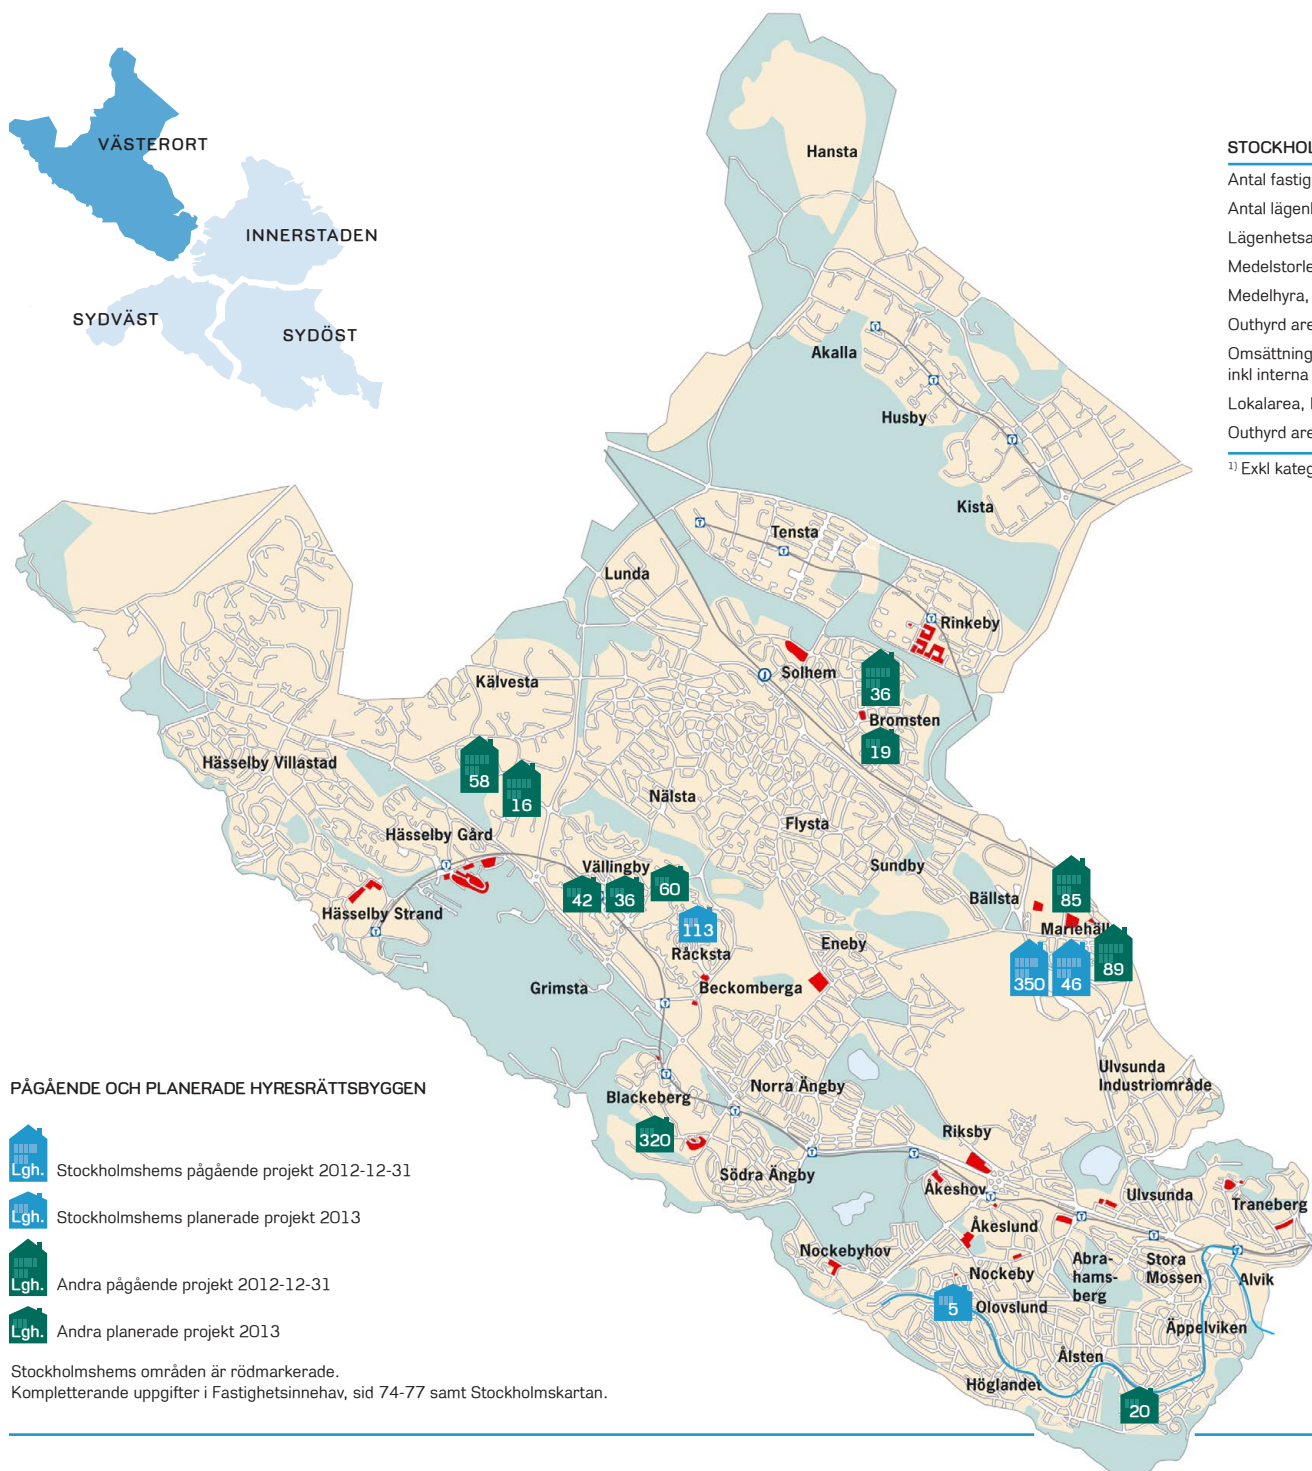 VÄSTERORT
INNERSTADEN
SYDVÄST
SYDÖST
STOCKHOL
Antal fastig
Antal lägen
Lägenhetsa
Medelstorle
Medelhyra,
Outhyrd are
Omsättning
inkl interna
Lokalarea,
Outhyrd are
1) Exkl kateg
Hansta
Akalla
Husby
Kista
Tensta
Lunda
Rinkeby
Solhem
36
Kälvesta
Bromsten
19
Hässelby Villastad
58
16
Nälsta
Flysta
Hässelby Gård
Vällingby
Sundby
42
36
60
85
Bällsta
Hässelby Strand
113
Mariehäll
Råcksta
Eneby
89
Grimsta
Beckomberga
350
46
Ulvsunda
Industriområde
Norra Ängby
Blackeberg
320
Riksby
Södra Ängby
Åkeshov
Ulvsunda
Traneberg
Åkeslund
Nockebyhov
Nockeby
Abra-
hams-
berg
Stora
Mossen
Alvik
5
Olovslund
Äppelviken
Ålsten
Höglandet
20
PÅGÅENDE OCH PLANERADE HYRESRÄTTSBYGGEN
Lgh. Stockholmshems pågående projekt 2012-12-31
Lgh. Stockholmshems planerade projekt 2013
Lgh. Andra pågående projekt 2012-12-31
Lgh. Andra planerade projekt 2013
Stockholmshems områden är rödmarkerade.
Kompletterande uppgifter i Fastighetsinnehav, sid 74-77 samt Stockholmskartan.